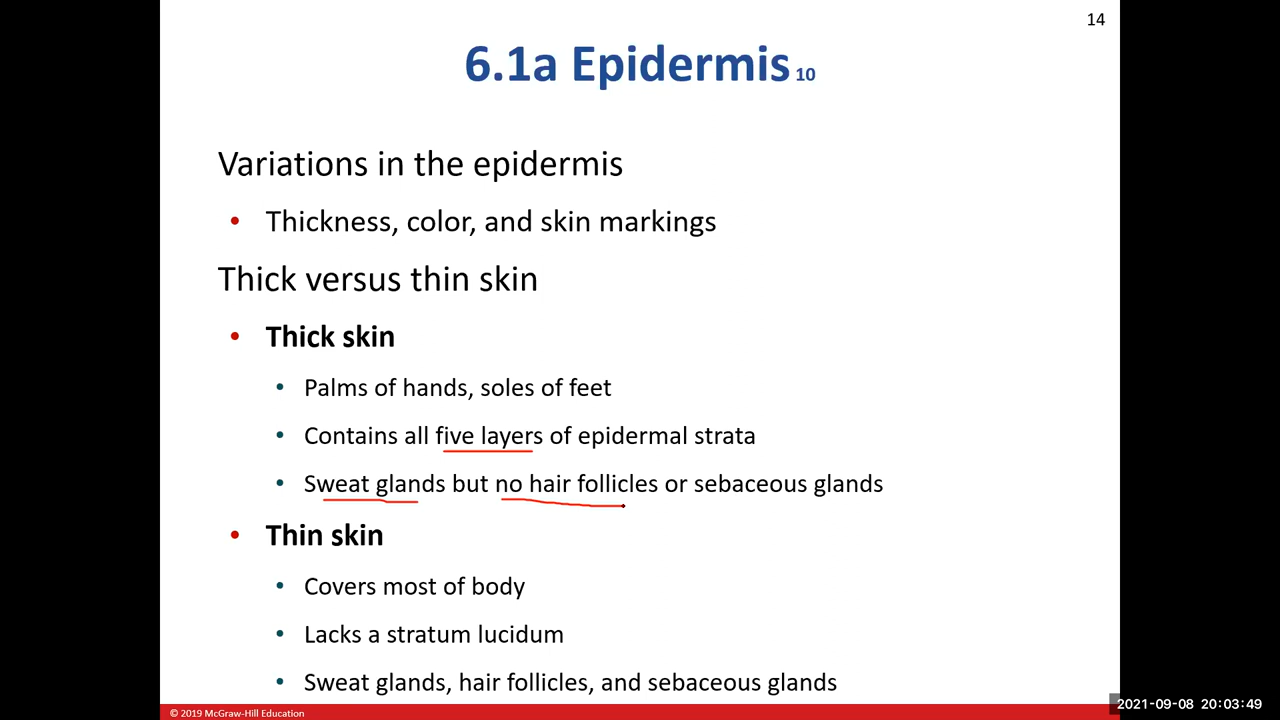 14
6.1a Epidermis 10
Variations in the epidermis
• Thickness, color, and skin markings
Thick versus thin skin
• Thick skin
• Palms of hands, soles of feet
• Contains all five layers of epidermal strata
• Sweat glands but no hair follicles or sebaceous glands
• Thin skin
• Covers most of body
• Lacks a stratum lucidum
• Sweat glands, hair follicles, and sebaceous glands
© 2019 McGraw-Hill Education
2021-09-08 20:03:49